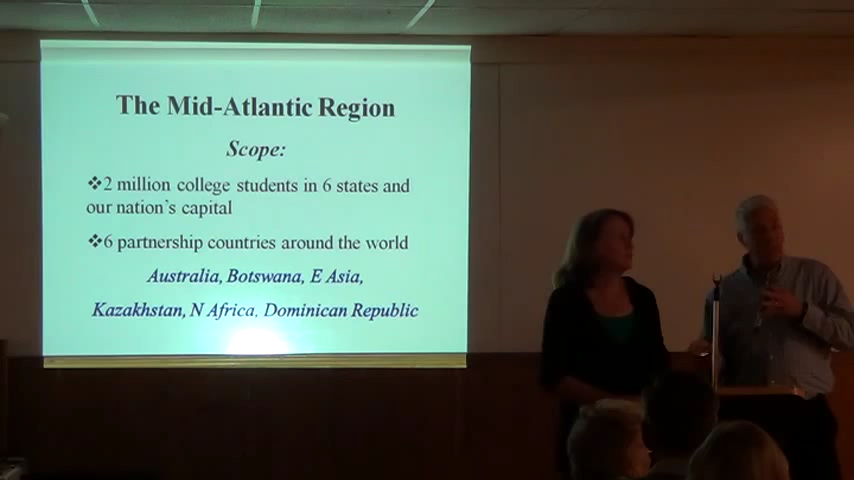 The Mid-Atlantic Region
Scope:
❖2 million college students in 6 states and
our nation's capital
❖6 partnership countries around the world
Australia, Botswana, E Asia,
Kazakhstan, N Africa, Dominican Republic